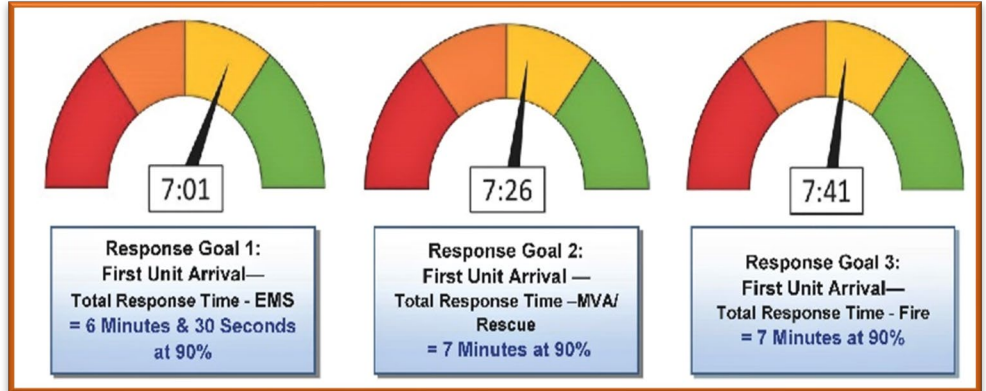 7:01
7:26
7:41
Response Goal 1:
First Unit Arrival—
Total Response Time - EMS
= 6 Minutes & 30 Seconds
at 90%
Response Goal 2:
First Unit Arrival —
Total Response Time –MVA/
Rescue
= 7 Minutes at 90%
Response Goal 3:
First Unit Arrival—
Total Response Time - Fire
= 7 Minutes at 90%